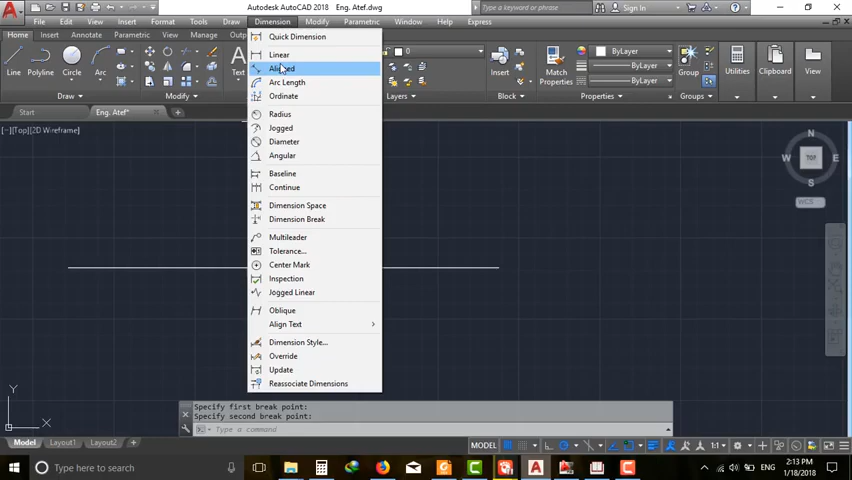 Autodesk AutoCAD 2018   Eng. Atef.dwg
Type a keyword or phrase
Sign In
File Edit View Insert Format Tools Draw Dimension Modify Parametric Window Help Express
Home Insert Annotate Parametric View Manage
Line Polyline Circle Arc Text
Insert Match Properties Group Utilities Clipboard View
0
ByLayer
ByLayer
ByLayer
Draw Modify Layers Block Properties Groups
Start Eng. Atef*
[−][Top][2D Wireframe]
Quick Dimension
Linear
Aligned
Arc Length
Ordinate
Radius
Jogged
Diameter
Angular
Baseline
Continue
Dimension Space
Dimension Break
Multileader
Tolerance...
Center Mark
Inspection
Jogged Linear
Oblique
Align Text
Dimension Style...
Override
Update
Reassociate Dimensions
N
W TOP E
S
WCS
Y
X
Specify first break point:
Specify second break point:
Type a command
Model Layout1 Layout2 +
MODEL 1:1
Type here to search
ENG
2:13 PM
1/18/2018